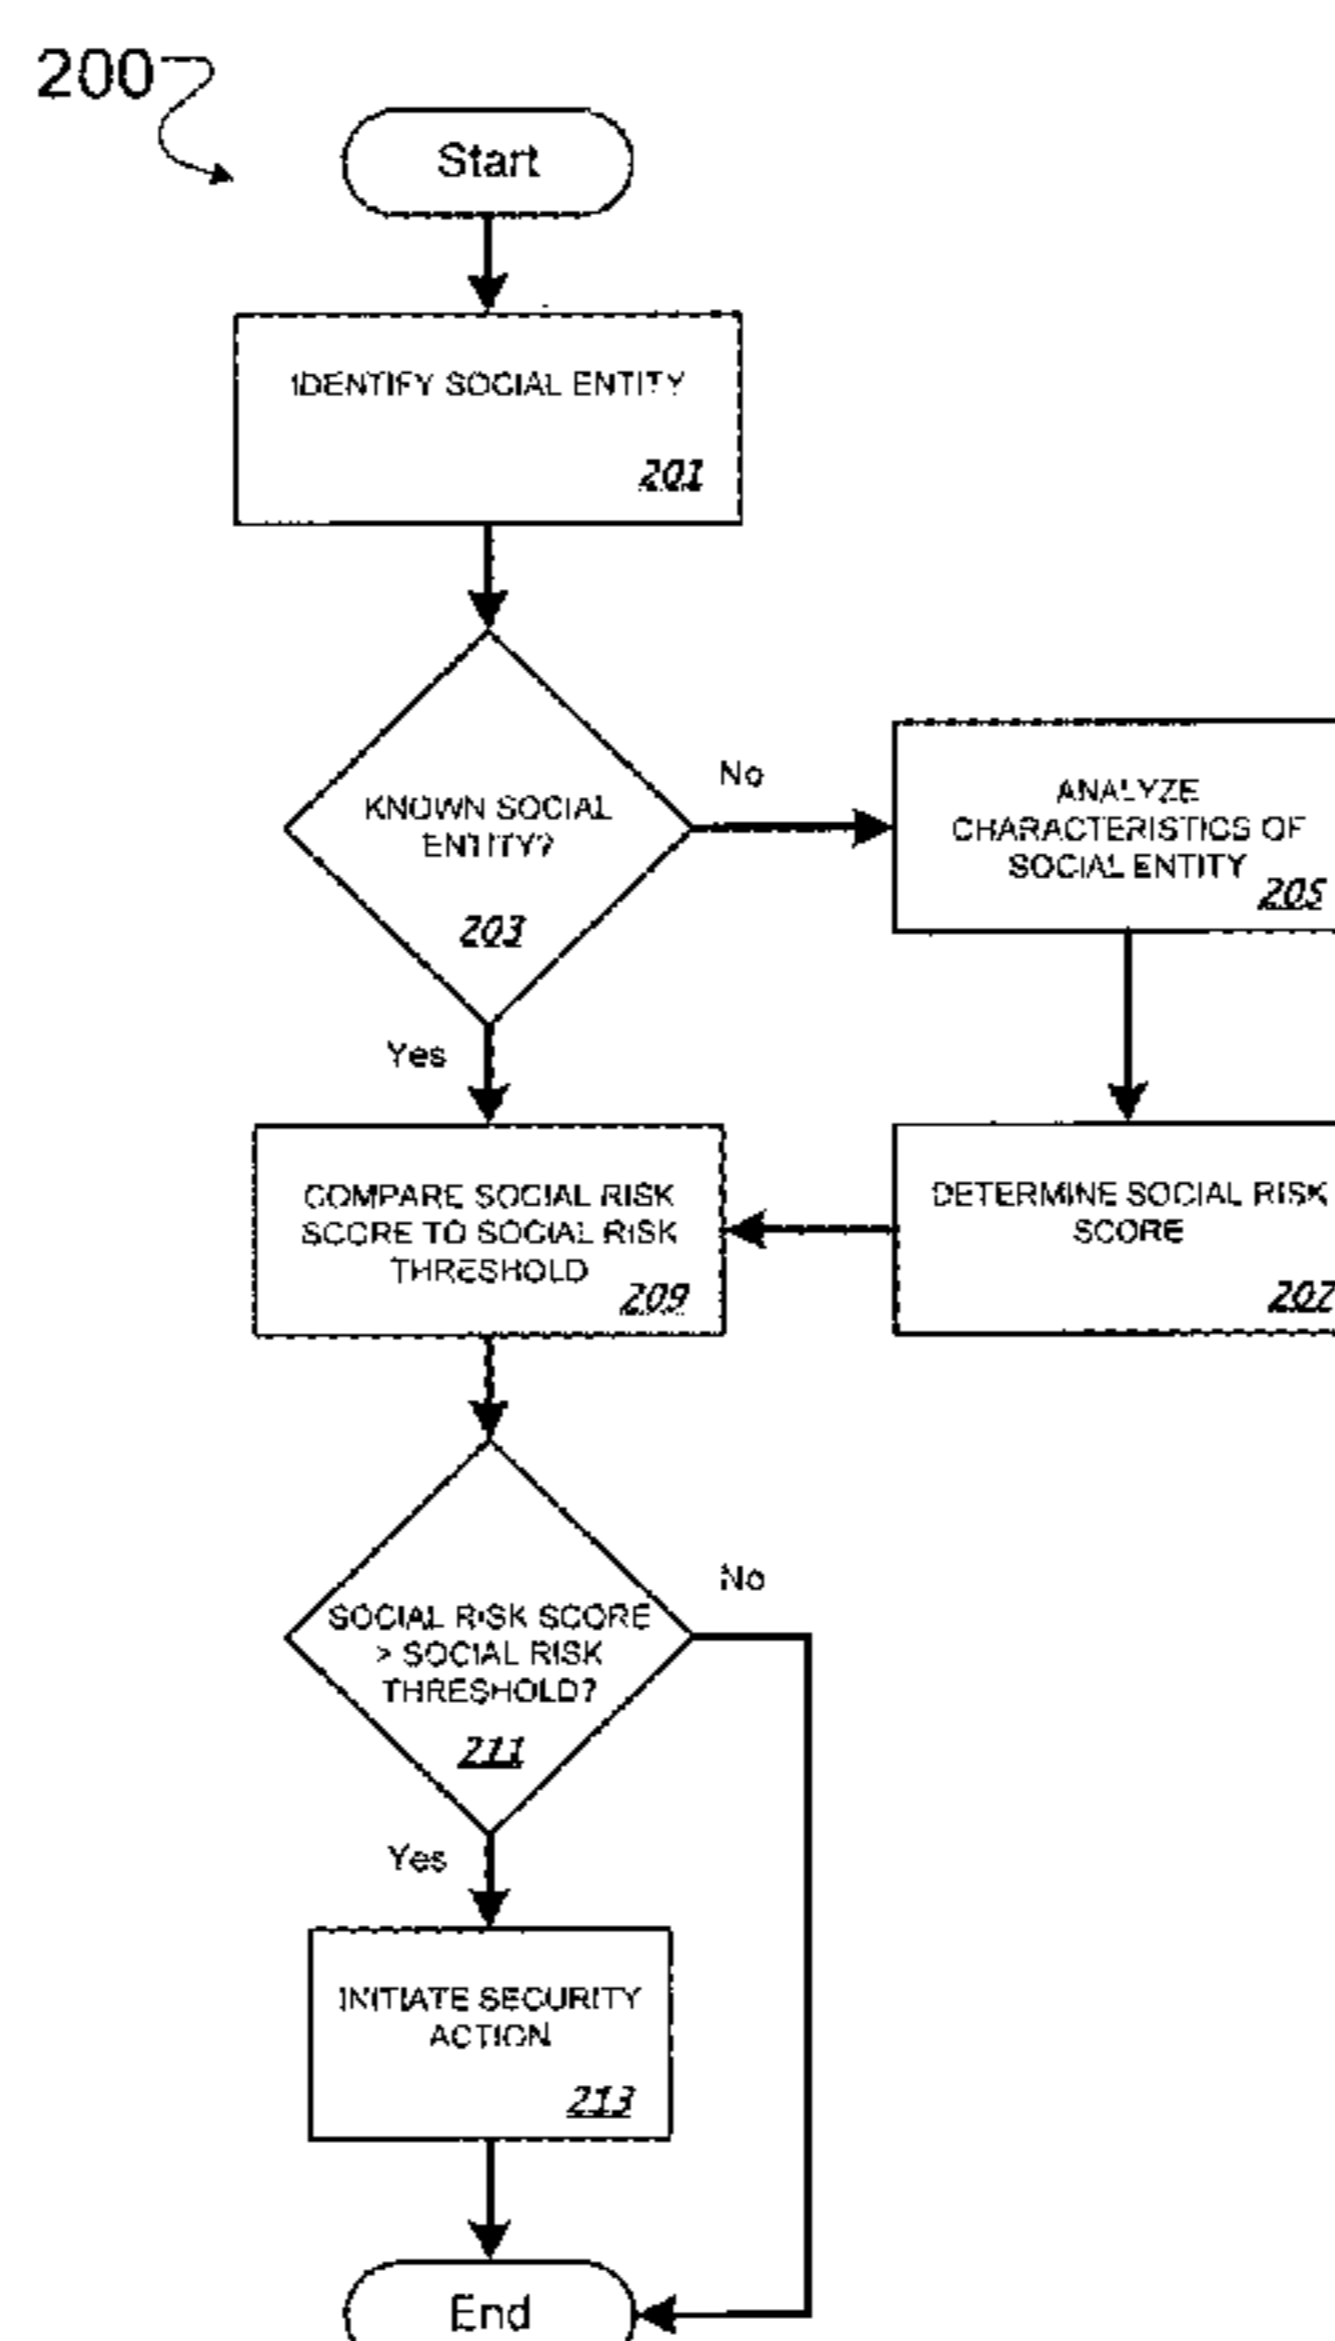 200
Start
IDENTIFY SOCIAL ENTITY
201
KNOWN SOCIAL
ENTITY?
203
No
ANALYZE
CHARACTERISTICS OF
SOCIAL ENTITY
205
Yes
COMPARE SOCIAL RISK
SCORE TO SOCIAL RISK
THRESHOLD
209
DETERMINE SOCIAL RISK
SCORE
207
SOCIAL RISK SCORE
> SOCIAL RISK
THRESHOLD?
211
No
Yes
INITIATE SECURITY
ACTION
213
End